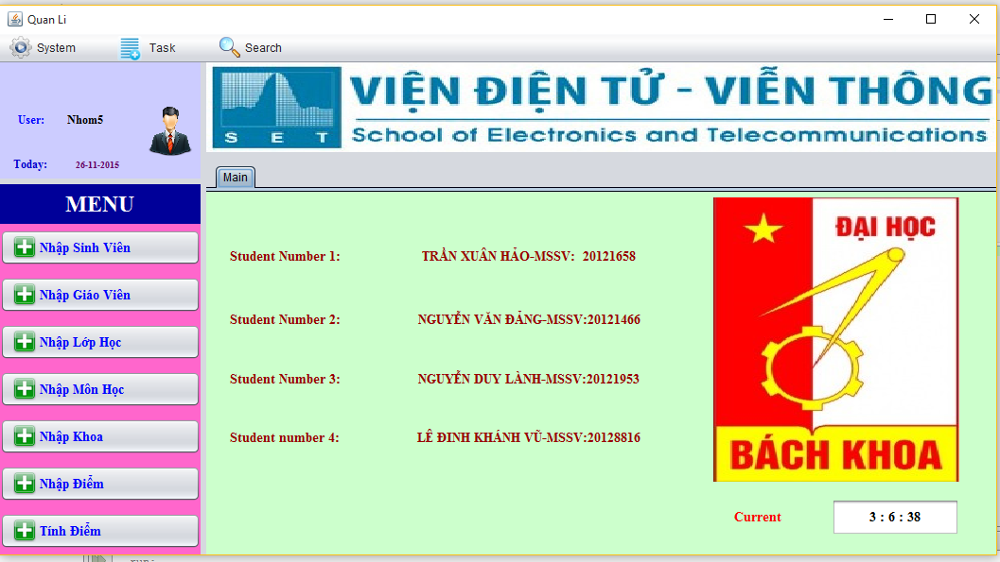 Quan Li
System Task Search
VIỆN ĐIỆN TỬ - VIỄN THÔNG
S E T
School of Electronics and Telecommunications
User: Nhom5
Today: 26-11-2015
MENU
Nhập Sinh Viên
Nhập Giáo Viên
Nhập Lớp Học
Nhập Môn Học
Nhập Khoa
Nhập Điểm
Tính Điểm
Main
Student Number 1: TRẦN XUÂN HẢO-MSSV: 20121658
Student Number 2: NGUYỄN VĂN ĐẢNG-MSSV:20121466
Student Number 3: NGUYỄN DUY LÀNH-MSSV:20121953
Student number 4: LÊ ĐINH KHÁNH VŨ-MSSV:20128816
ĐẠI HỌC
BÁCH KHOA
Current 3 : 6 : 38